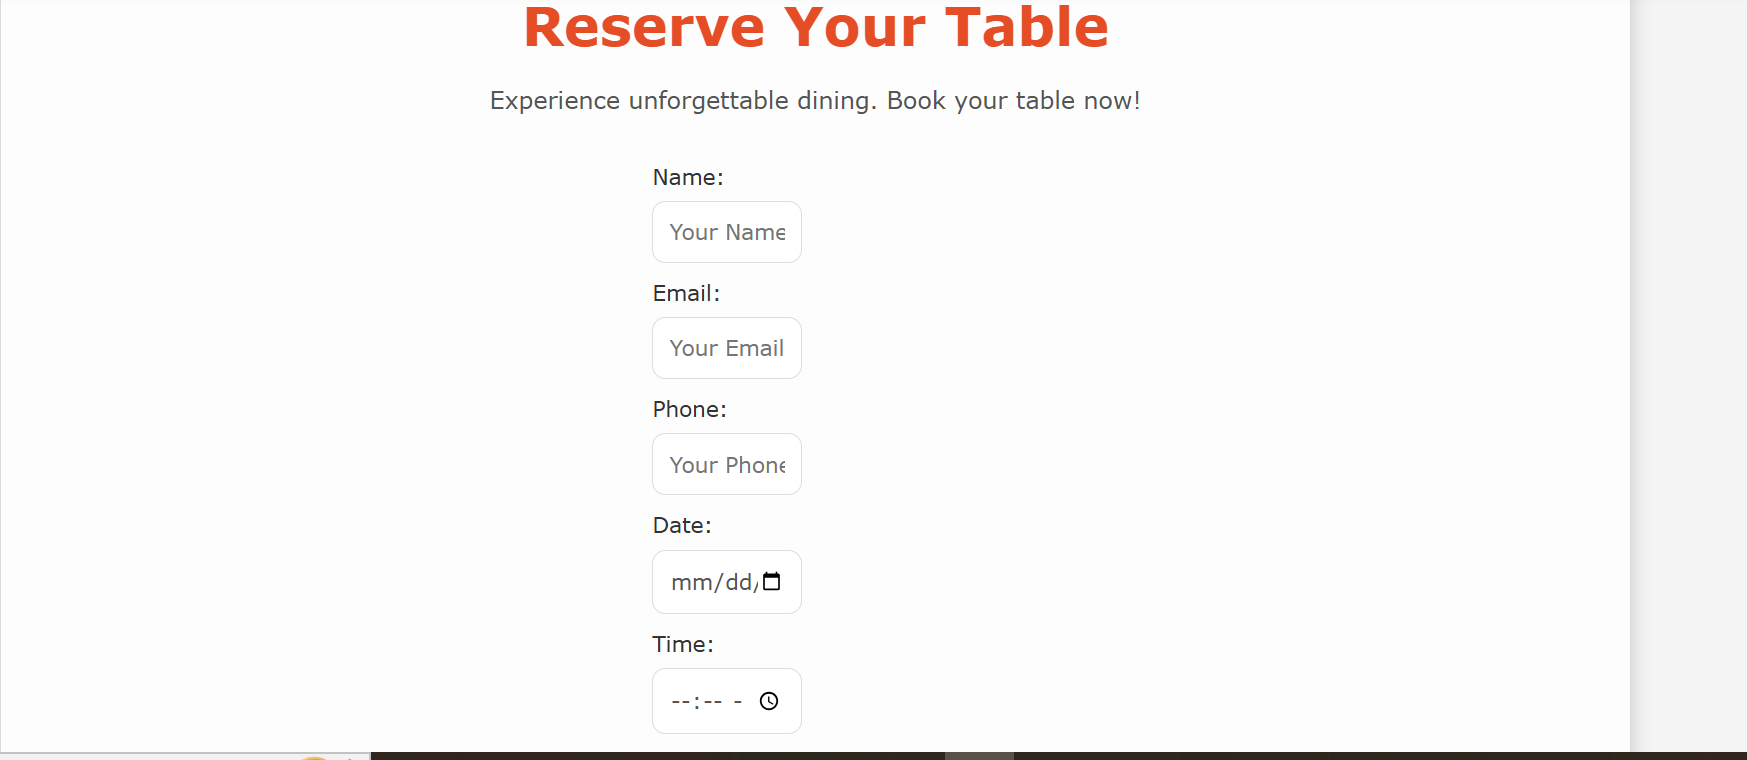 Reserve Your Table
Experience unforgettable dining. Book your table now!
Name:
Your Name
Email:
Your Email
Phone:
Your Phone
Date:
mm/dd/
Time:
--:-- -